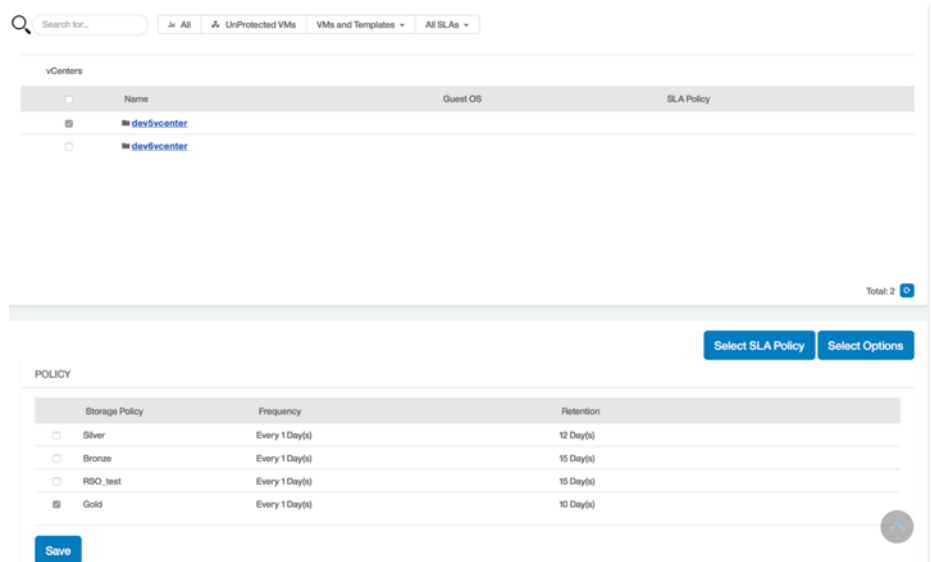 Search for... All UnProtected VMs VMs and Templates All SLAs
vCenters
Name Guest OS SLA Policy
dev5vcenter
dev6vcenter
Total: 2
Select SLA Policy Select Options
POLICY
Storage Policy Frequency Retention
Silver Every 1 Day(s) 12 Day(s)
Bronze Every 1 Day(s) 15 Day(s)
RSO_test Every 1 Day(s) 15 Day(s)
Gold Every 1 Day(s) 10 Day(s)
Save